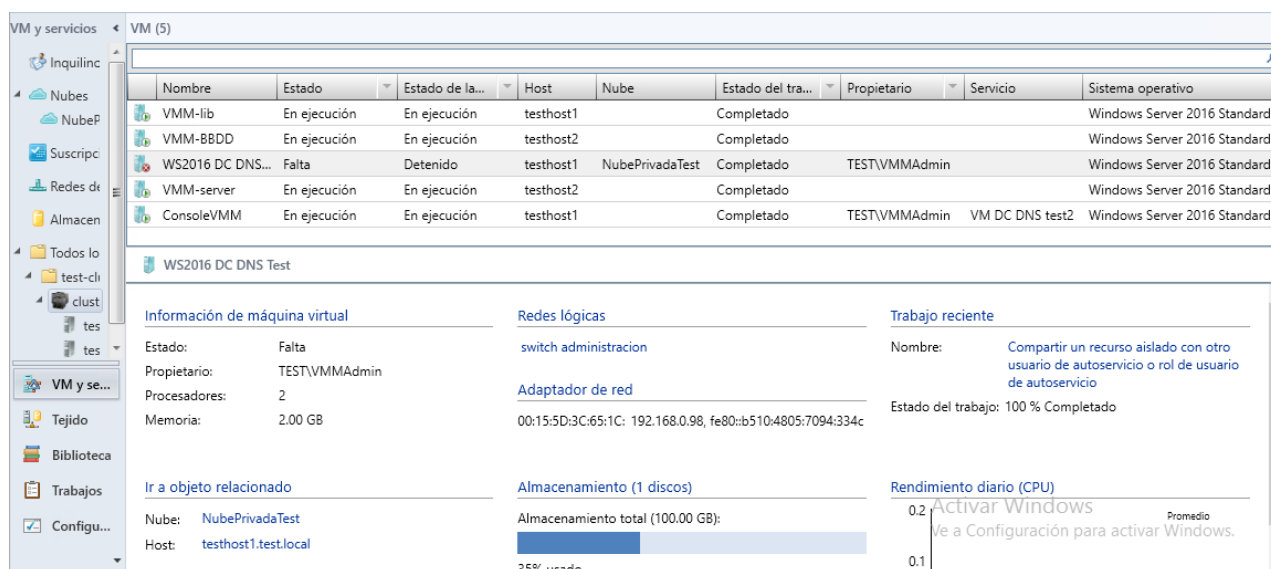 VM y servicios
VM (5)
Inquilinc
Nubes
NubeP
Suscripc
Redes de
Almacen
Todos lo
test-clu
clust
tes
tes
VM y se...
Tejido
Biblioteca
Trabajos
Configu...
Nombre Estado Estado de la... Host Nube Estado del tra... Propietario Servicio Sistema operativo
VMM-lib En ejecución En ejecución testhost1 Completado Windows Server 2016 Standard
VMM-BBDD En ejecución En ejecución testhost2 Completado Windows Server 2016 Standard
WS2016 DC DNS... Falta Detenido testhost1 NubePrivadaTest Completado TEST\VMMAdmin Windows Server 2016 Standard
VMM-server En ejecución En ejecución testhost2 Completado Windows Server 2016 Standard
ConsoleVMM En ejecución En ejecución testhost1 Completado TEST\VMMAdmin VM DC DNS test2 Windows Server 2016 Standard
WS2016 DC DNS Test
Información de máquina virtual
Estado: Falta
Propietario: TEST\VMMAdmin
Procesadores: 2
Memoria: 2.00 GB
Redes lógicas
switch administracion
Adaptador de red
00:15:5D:3C:65:1C: 192.168.0.98, fe80::b510:4805:7094:334c
Trabajo reciente
Nombre: Compartir un recurso aislado con otro
usuario de autoservicio o rol de usuario
de autoservicio
Estado del trabajo: 100 % Completado
Ir a objeto relacionado
Nube: NubePrivadaTest
Host: testhost1.test.local
Almacenamiento (1 discos)
Almacenamiento total (100.00 GB):
35% usado
Rendimiento diario (CPU)
0.2
Promedio
0.1
Activar Windows
Ve a Configuración para activar Windows.